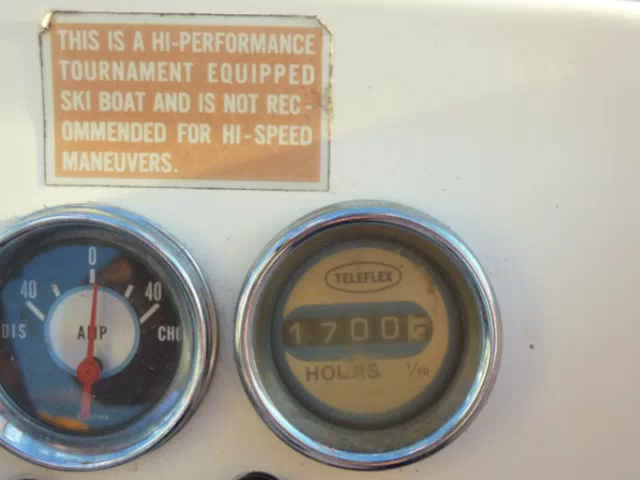 THIS IS A HI-PERFORMANCE
TOURNAMENT EQUIPPED
SKI BOAT AND IS NOT REC-
OMMENDED FOR HI-SPEED
MANEUVERS.
0
40 40
DIS AMP CHG
TELEFLEX
1700
HOURS 1/10